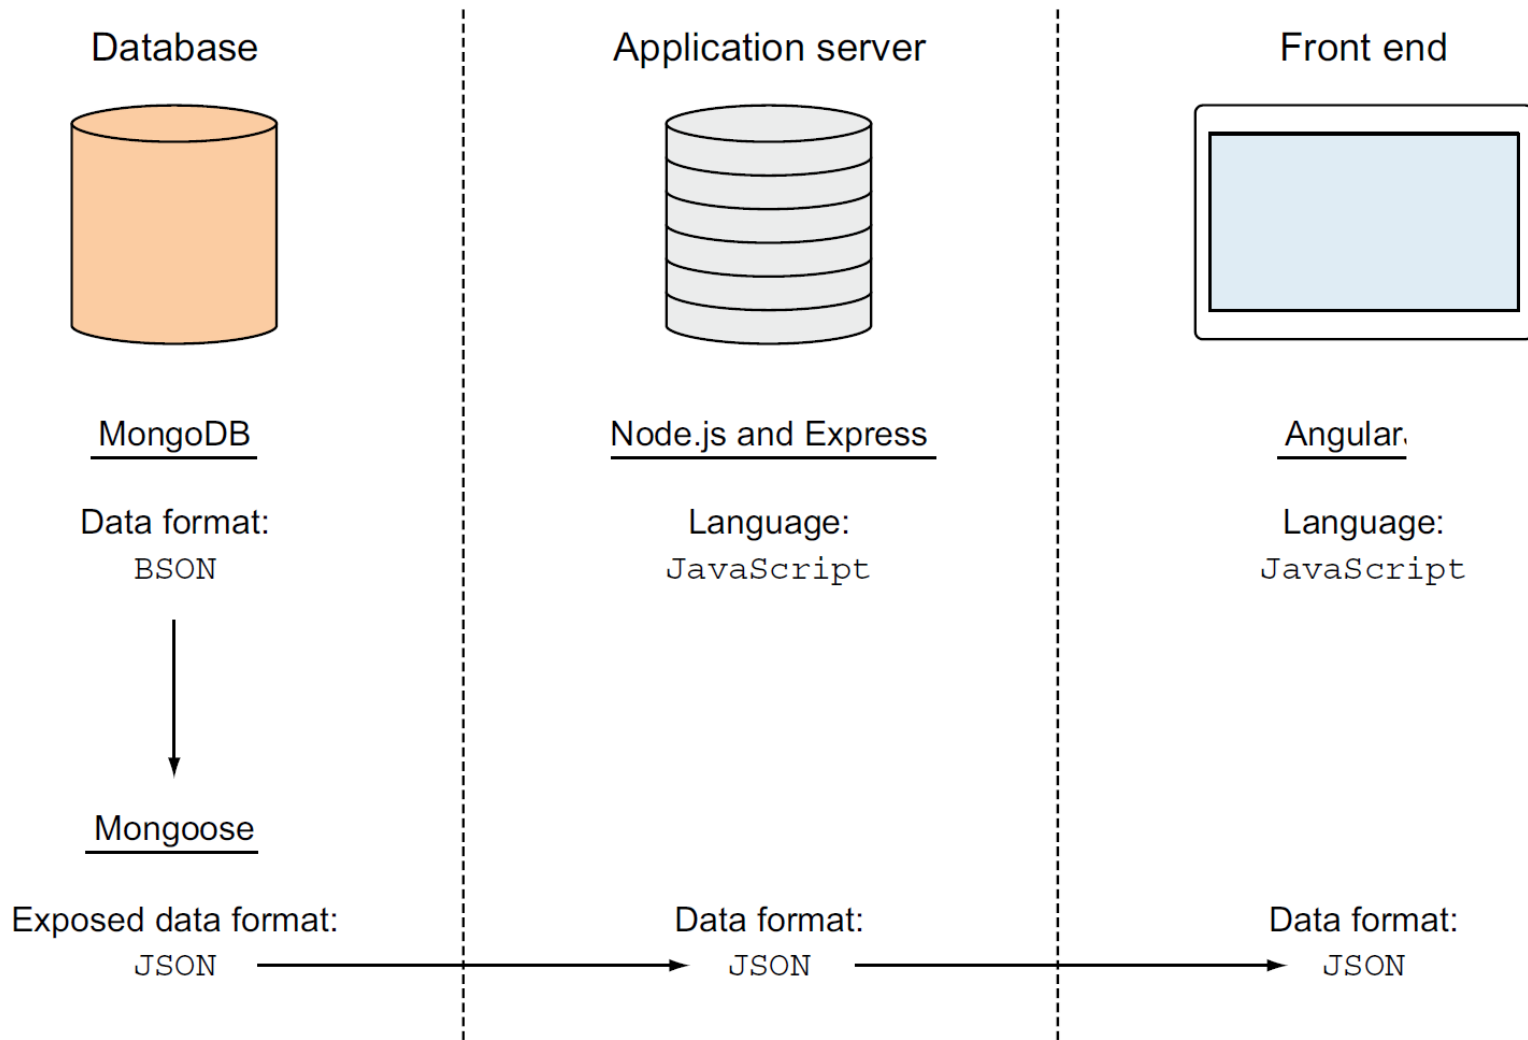 Database
Application server
Front end
MongoDB
Node.js and Express
Angular
Data format:
BSON
Language:
JavaScript
Language:
JavaScript
Mongoose
Exposed data format:
JSON
Data format:
JSON
Data format:
JSON